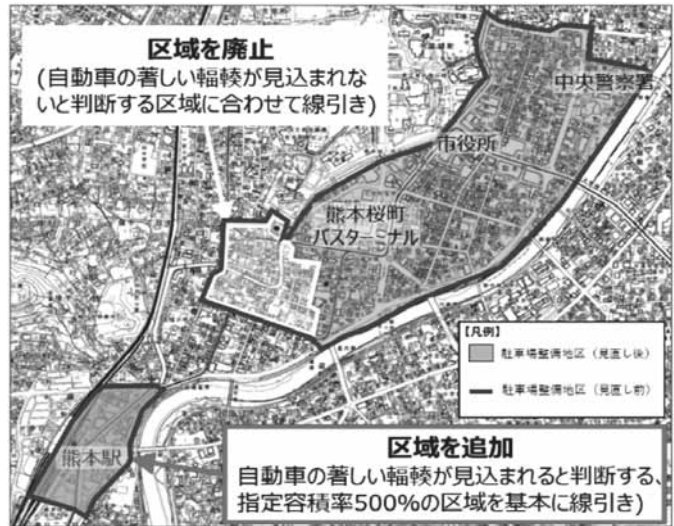 区域を廃止
(自動車の著しい輻輳が見込まれな
いと判断する区域に合わせて線引き)
中央警察署
市役所
熊本桜町
バスターミナル
【凡例】
駐車場整備地区（見直し後）
駐車場整備地区（見直し前）
熊本駅
区域を追加
自動車の著しい輻輳が見込まれると判断する、
指定容積率500%の区域を基本に線引き)